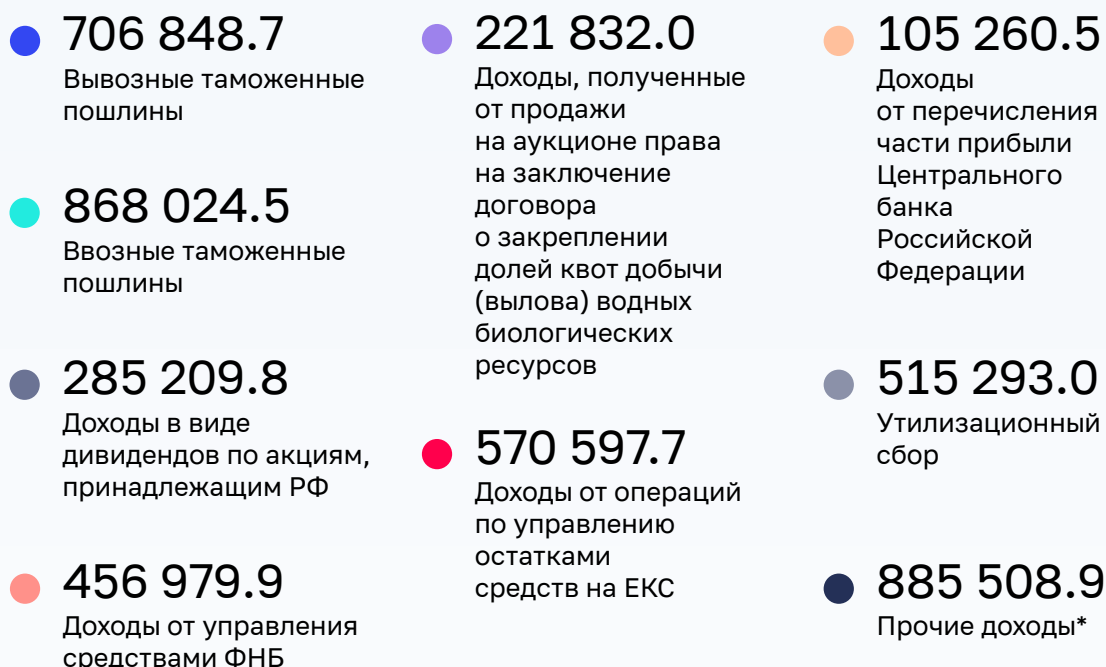 706 848.7
Вывозные таможенные
пошлины
868 024.5
Ввозные таможенные
пошлины
285 209.8
Доходы в виде
дивидендов по акциям,
принадлежащим РФ
456 979.9
Доходы от управления
средствами ФНБ
221 832.0
Доходы, полученные
от продажи
на аукционе права
на заключение
договора
о закреплении
долей квот добычи
(вылова) водных
биологических
ресурсов
570 597.7
Доходы от операций
по управлению
остатками
средств на ЕКС
105 260.5
Доходы
от перечисления
части прибыли
Центрального
банка
Российской
Федерации
515 293.0
Утилизационный
сбор
885 508.9
Прочие доходы*